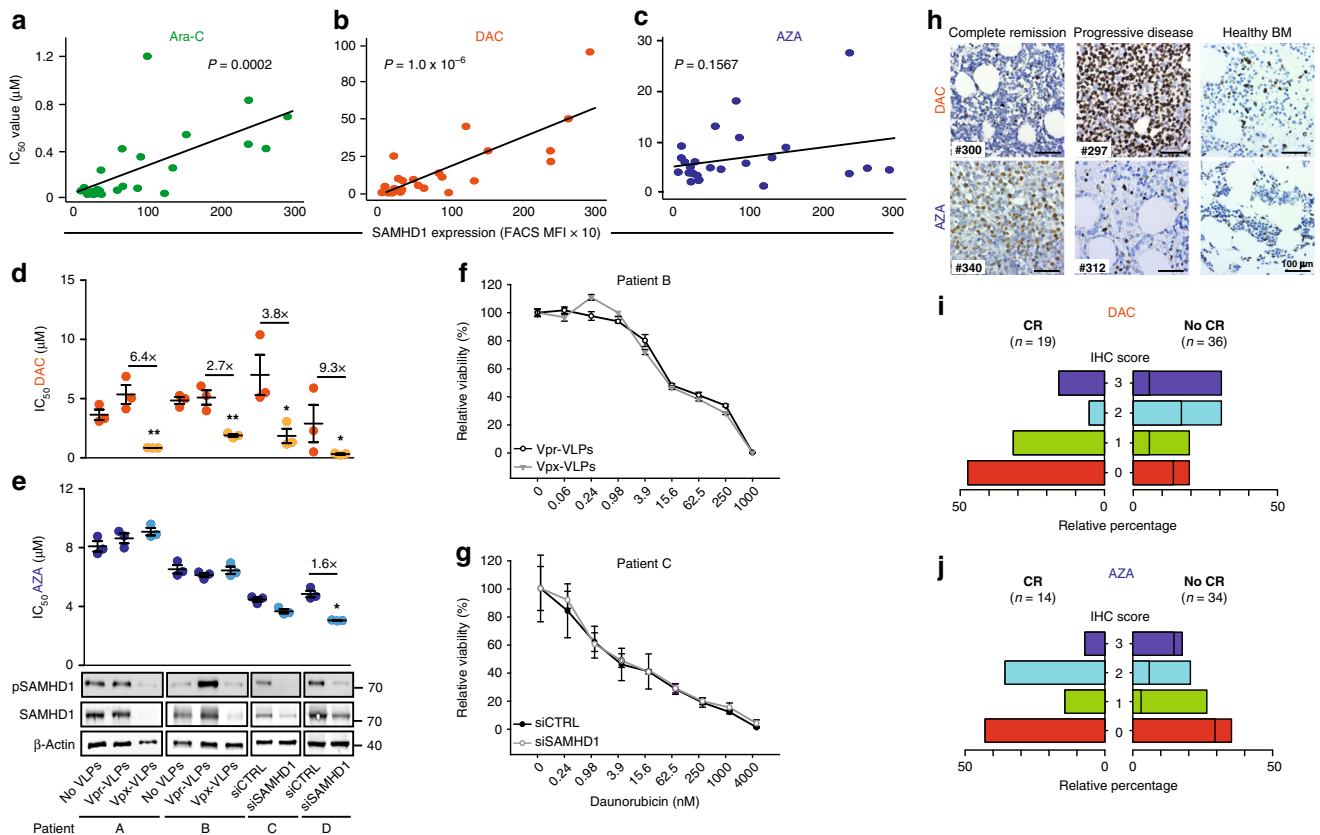 a
Ara-C
P = 0.0002
IC50 value (µM)
1.2
0.8
0.4
0
0
100
200
300
b
DAC
P = 1.0 x 10⁻⁶
100
75
50
25
0
0
100
200
300
c
AZA
P = 0.1567
30
20
10
0
0
100
200
300
SAMHD1 expression (FACS MFI × 10)
d
IC50 DAC (µM)
15
10
5
0
6.4×
2.7×
3.8×
9.3×
**
**
*
*
e
IC50 AZA (µM)
12
8
4
0
1.6×
*
pSAMHD1
70
SAMHD1
70
β-Actin
40
No VLPs
Vpr-VLPs
Vpx-VLPs
No VLPs
Vpr-VLPs
Vpx-VLPs
siCTRL
siSAMHD1
siCTRL
siSAMHD1
Patient A B C D
f
Patient B
Relative viability (%)
120
100
80
60
40
20
0
Vpr-VLPs
Vpx-VLPs
0 0.06 0.24 0.98 3.9 15.6 62.5 250 1000
g
Patient C
Relative viability (%)
120
100
80
60
40
20
0
siCTRL
siSAMHD1
0 0.24 0.98 3.9 15.6 62.5 250 1000 4000
Daunorubicin (nM)
h
Complete remission Progressive disease Healthy BM
DAC
#300
#297
AZA
#340
#312
100 µm
i
DAC
CR
(n = 19)
No CR
(n = 36)
IHC score
3
2
1
0
50 0 0 50
Relative percentage
j
AZA
CR
(n = 14)
No CR
(n = 34)
IHC score
3
2
1
0
50 0 0 50
Relative percentage